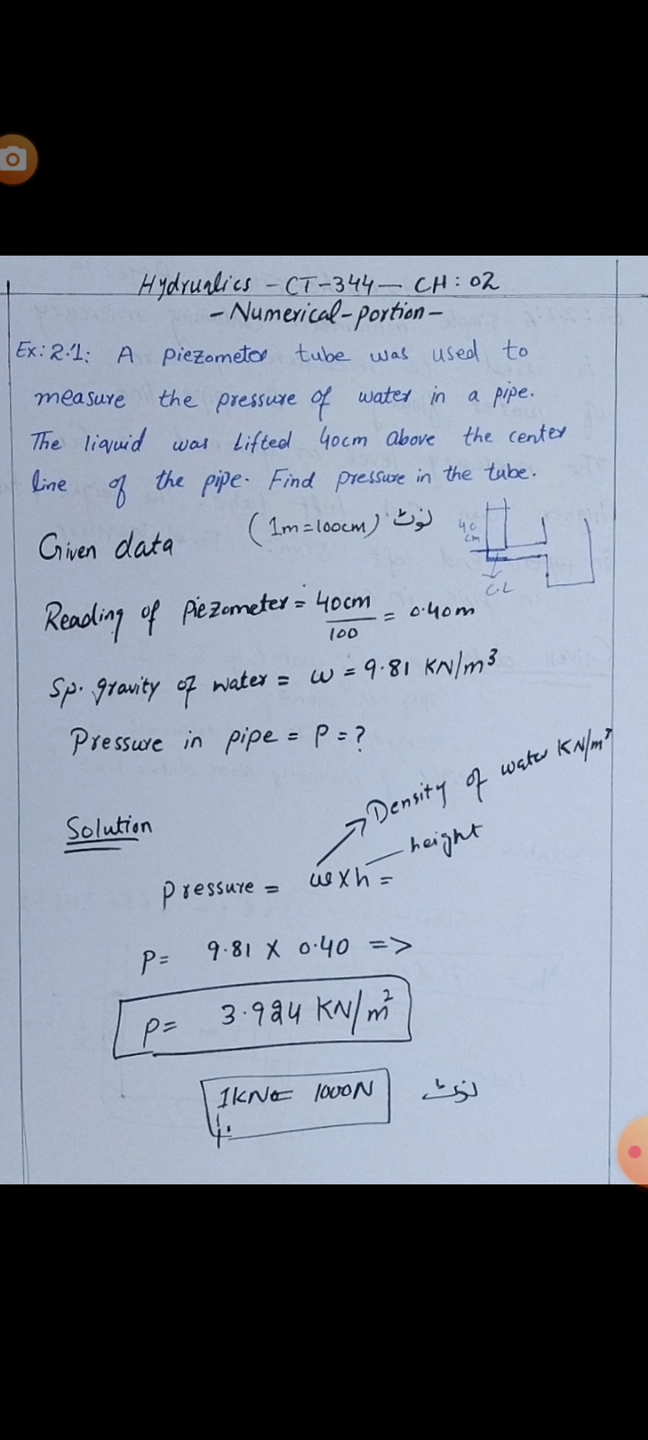 Hydrualics - CT-344 - CH: 02
- Numerical-portion -
Ex: 2.1: A piezometer tube was used to
measure the pressure of water in a pipe.
The liquid was lifted 40cm above the center
line of the pipe. Find pressure in the tube.
(1m = 100cm) نوٹ
40 cm
C.L
Given data
Reading of piezometer = 40cm / 100 = 0.40m
Sp. gravity of water = w = 9.81 KN/m³
Pressure in pipe = P = ?
Density of water KN/m³
Solution
height
Pressure = w x h =
P = 9.81 X 0.40 =>
P = 3.924 KN/m²
1KN = 1000N نوٹ